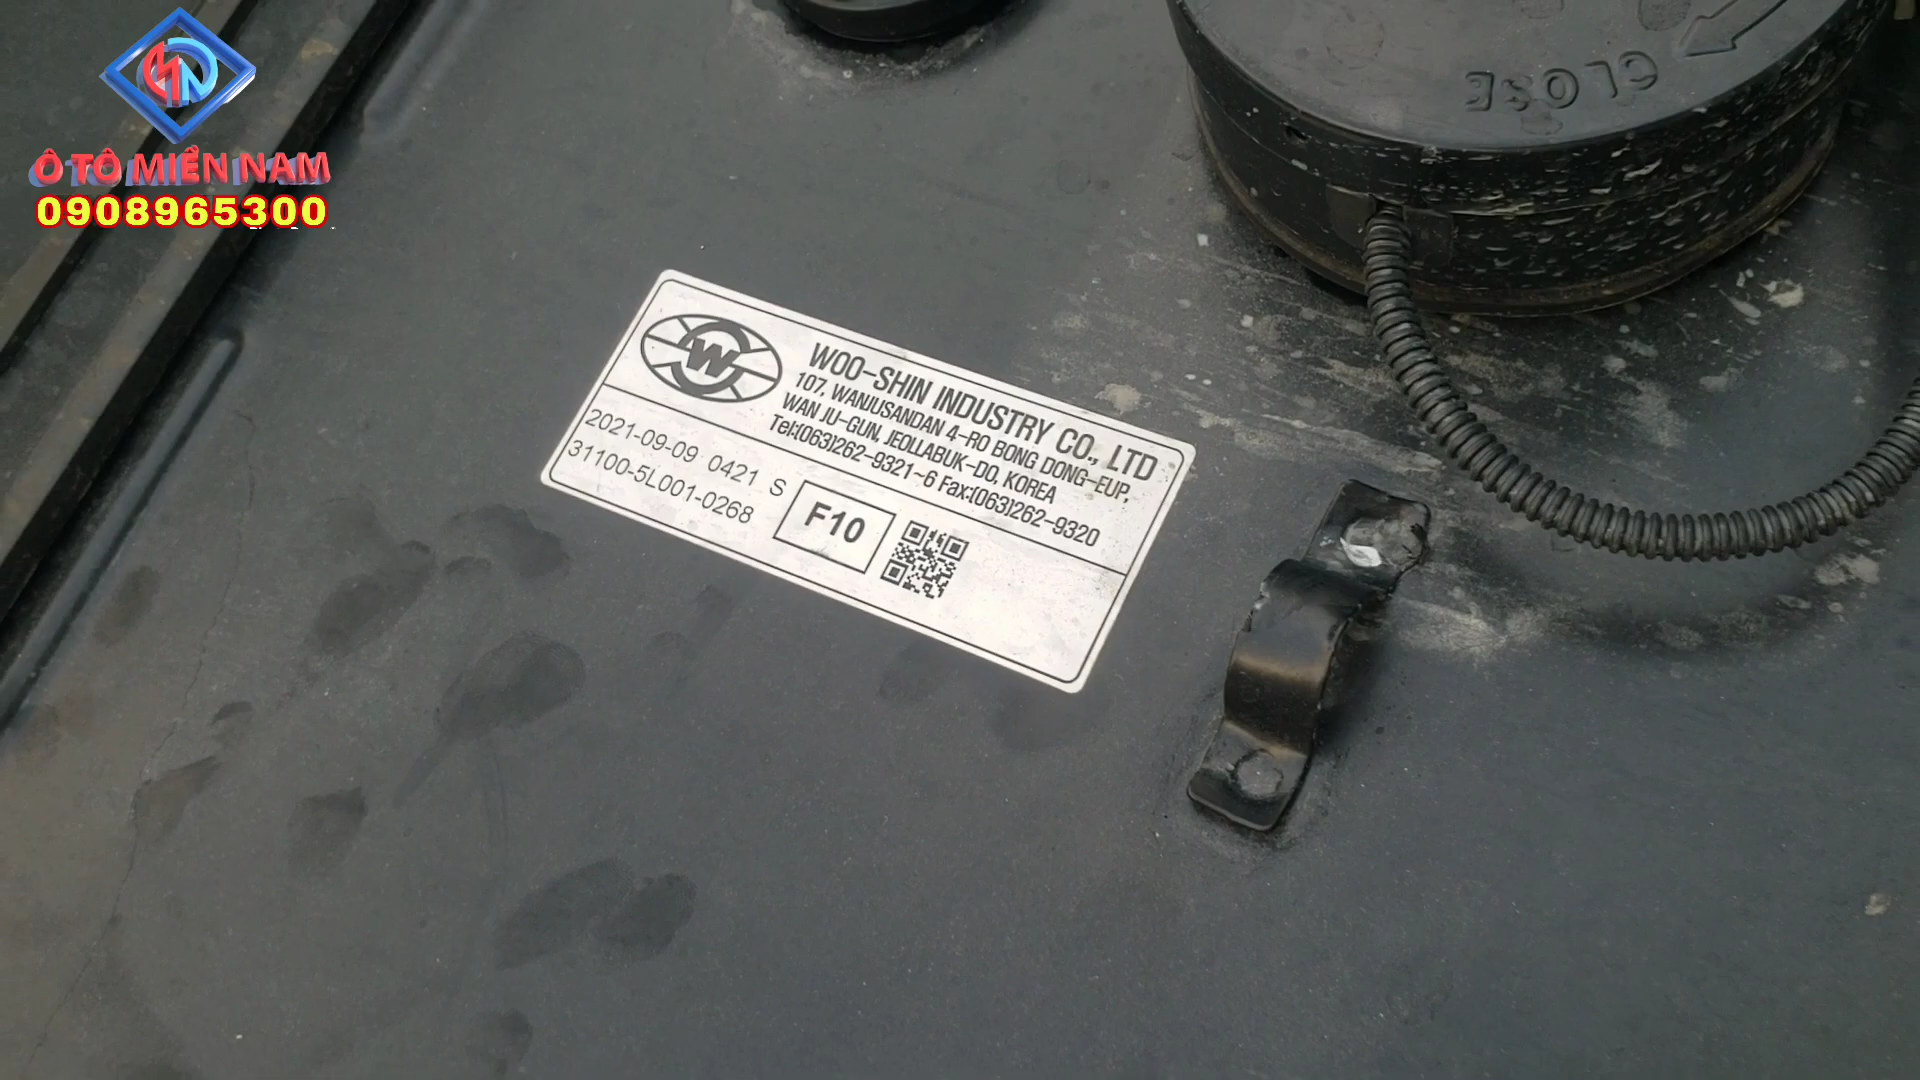 Ô TÔ MIỀN NAM
0908965300
CLOSE
W
WOO-SHIN INDUSTRY CO., LTD
107, WANJUSANDAN 4-RO BONG DONG-EUP,
WAN JU-GUN, JEOLLABUK-DO, KOREA
Tel:(063)262-9321-6 Fax:(063)262-9320
2021-09-09 0421 S
31100-5L001-0268
F10